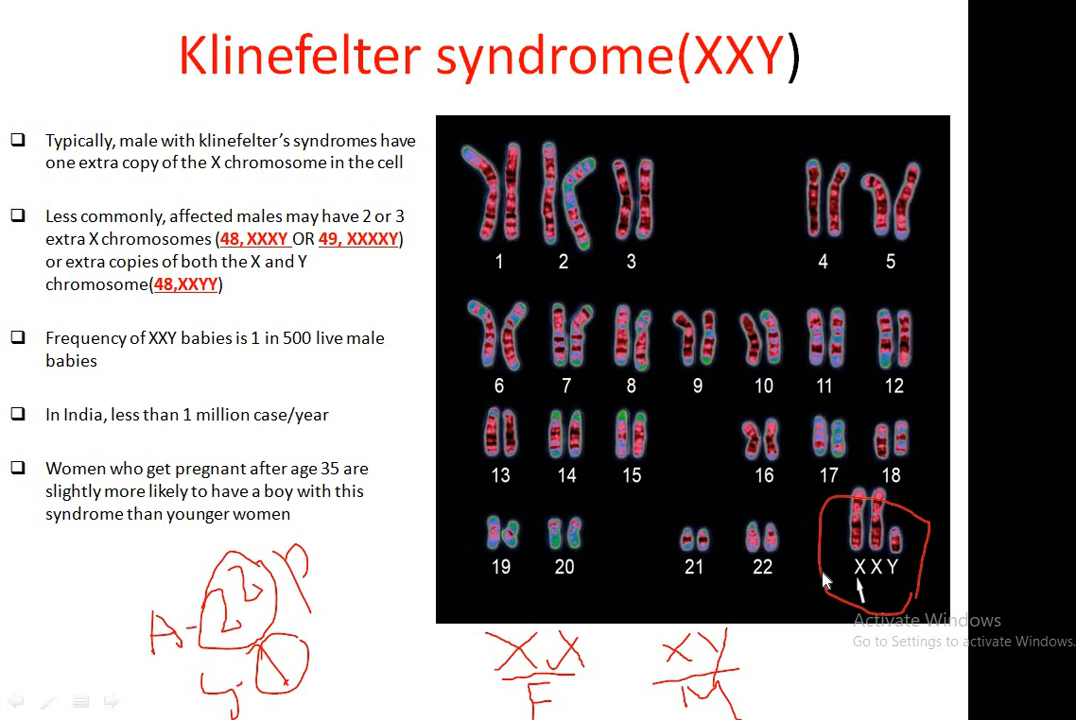 Klinefelter syndrome(XXY)
Typically, male with klinefelter's syndromes have
one extra copy of the X chromosome in the cell
Less commonly, affected males may have 2 or 3
extra X chromosomes (48, XXXY OR 49, XXXXY)
or extra copies of both the X and Y
chromosome(48,XXYY)
Frequency of XXY babies is 1 in 500 live male
babies
In India, less than 1 million case/year
Women who get pregnant after age 35 are
slightly more likely to have a boy with this
syndrome than younger women
1 2 3 4 5
6 7 8 9 10 11 12
13 14 15 16 17 18
19 20 21 22 X X Y
Activate Windows
Go to Settings to activate Windows.
A- 22 P
XX XY
F M